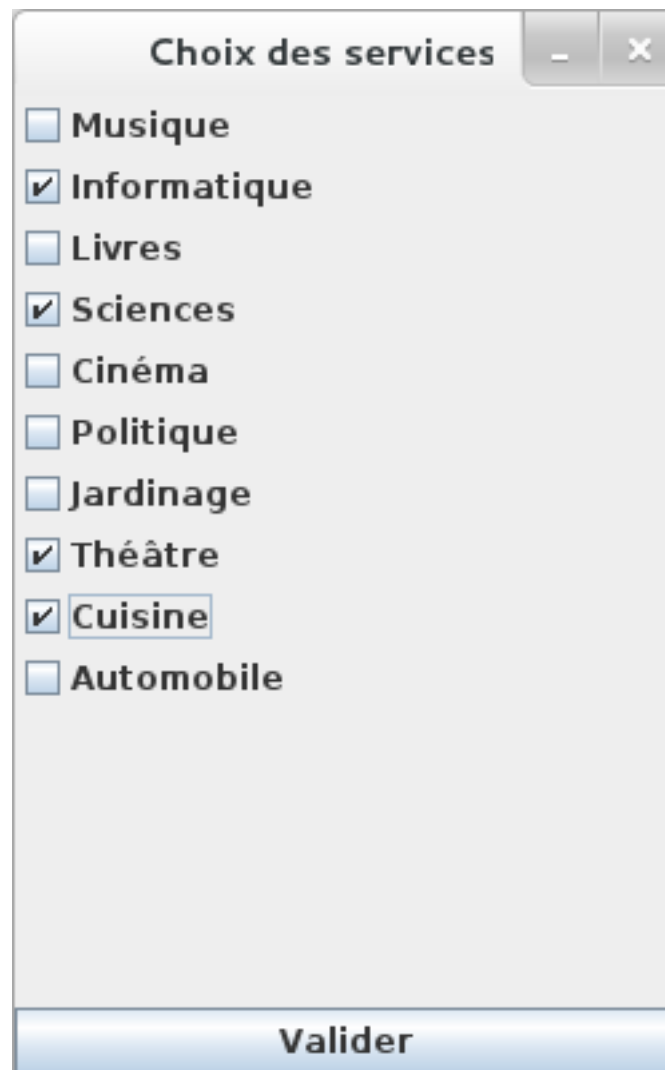 Choix des services
Musique
Informatique
Livres
Sciences
Cinéma
Politique
Jardinage
Théâtre
Cuisine
Automobile
Valider